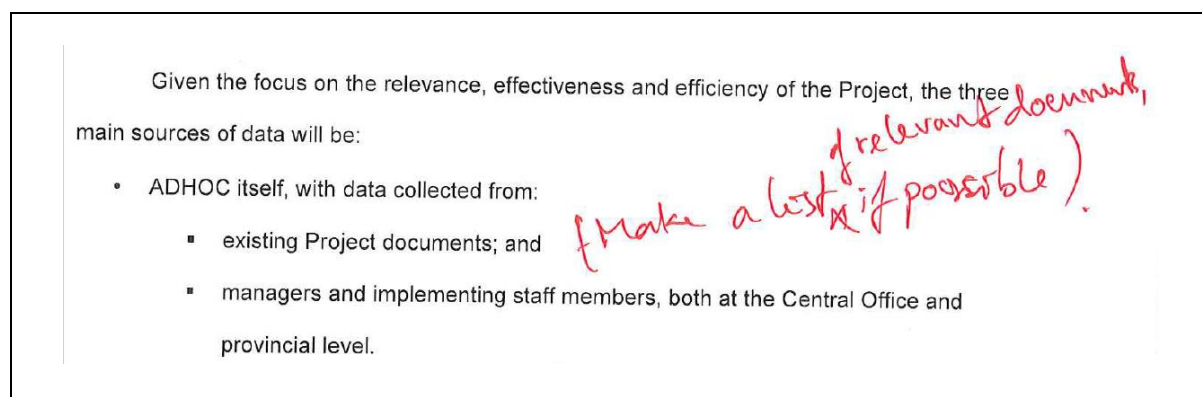 Given the focus on the relevance, effectiveness and efficiency of the Project, the three
main sources of data will be:
• ADHOC itself, with data collected from:
▪ existing Project documents; and
(Make a list if possible).
of relevant documents,
▪ managers and implementing staff members, both at the Central Office and
provincial level.